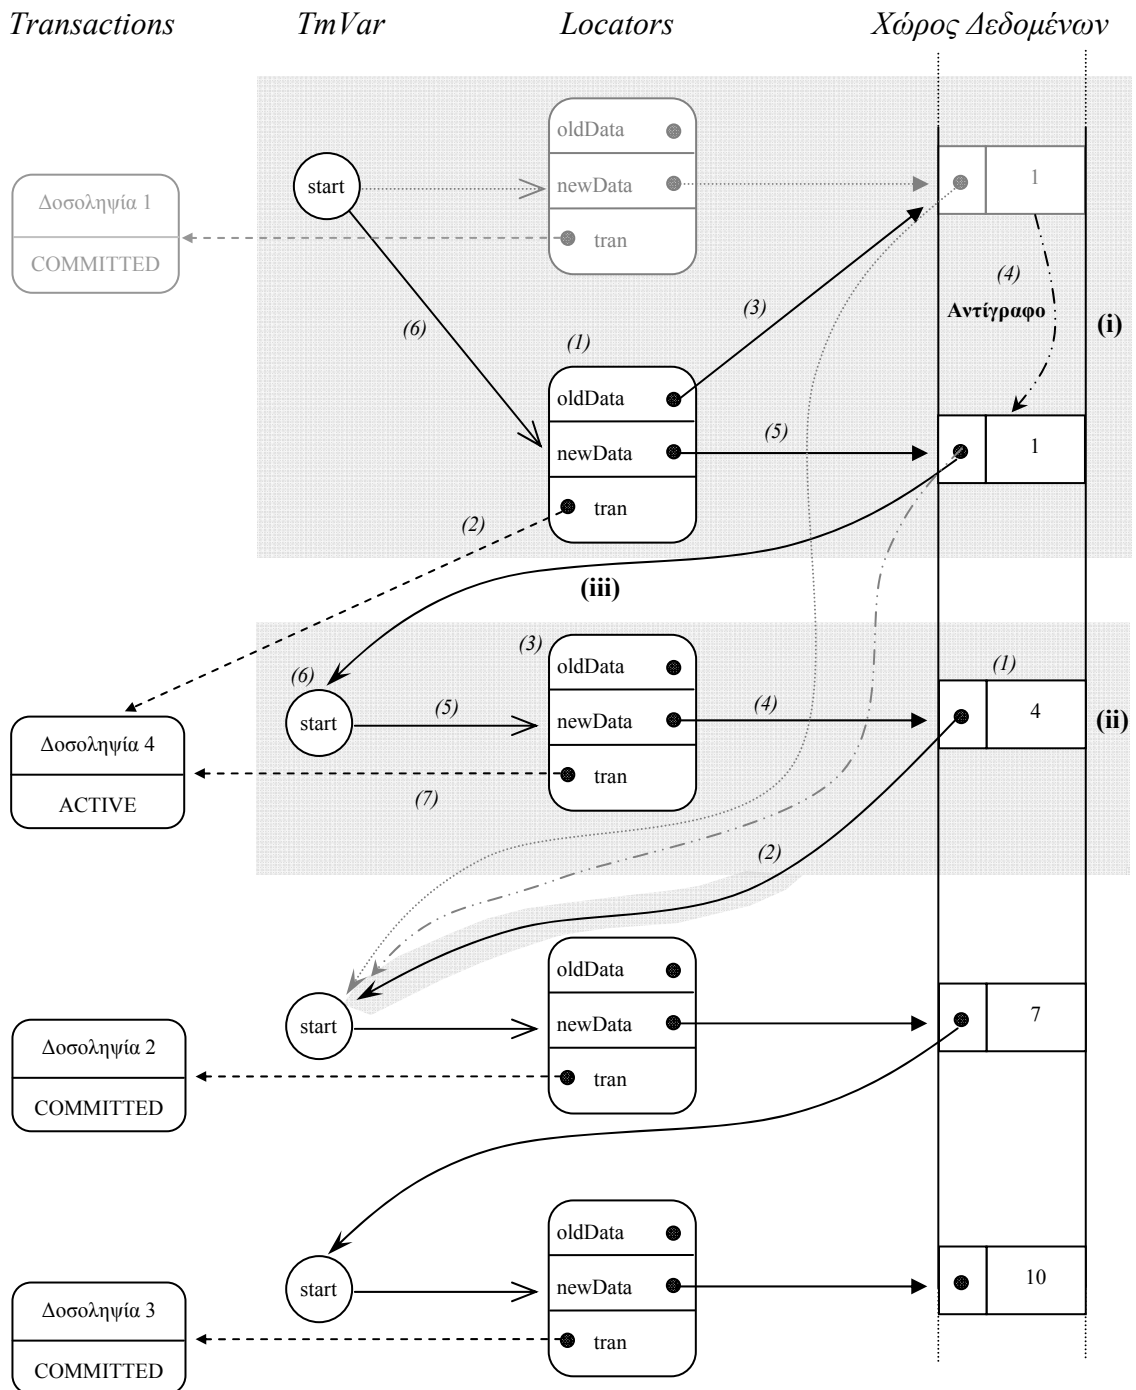 Transactions TmVar Locators Χώρος Δεδομένων
oldData
Δοσοληψία 1 start newData 1
COMMITTED tran
(4)
(3) Αντίγραφο (i)
(6) (1)
oldData
newData (5) 1
(2) tran
(iii)
(3) oldData (1)
(6)
start (5) newData (4) 4 (ii)
Δοσοληψία 4 tran
ACTIVE (7)
(2)
oldData
start newData 7
Δοσοληψία 2 tran
COMMITTED
oldData
start newData 10
Δοσοληψία 3 tran
COMMITTED